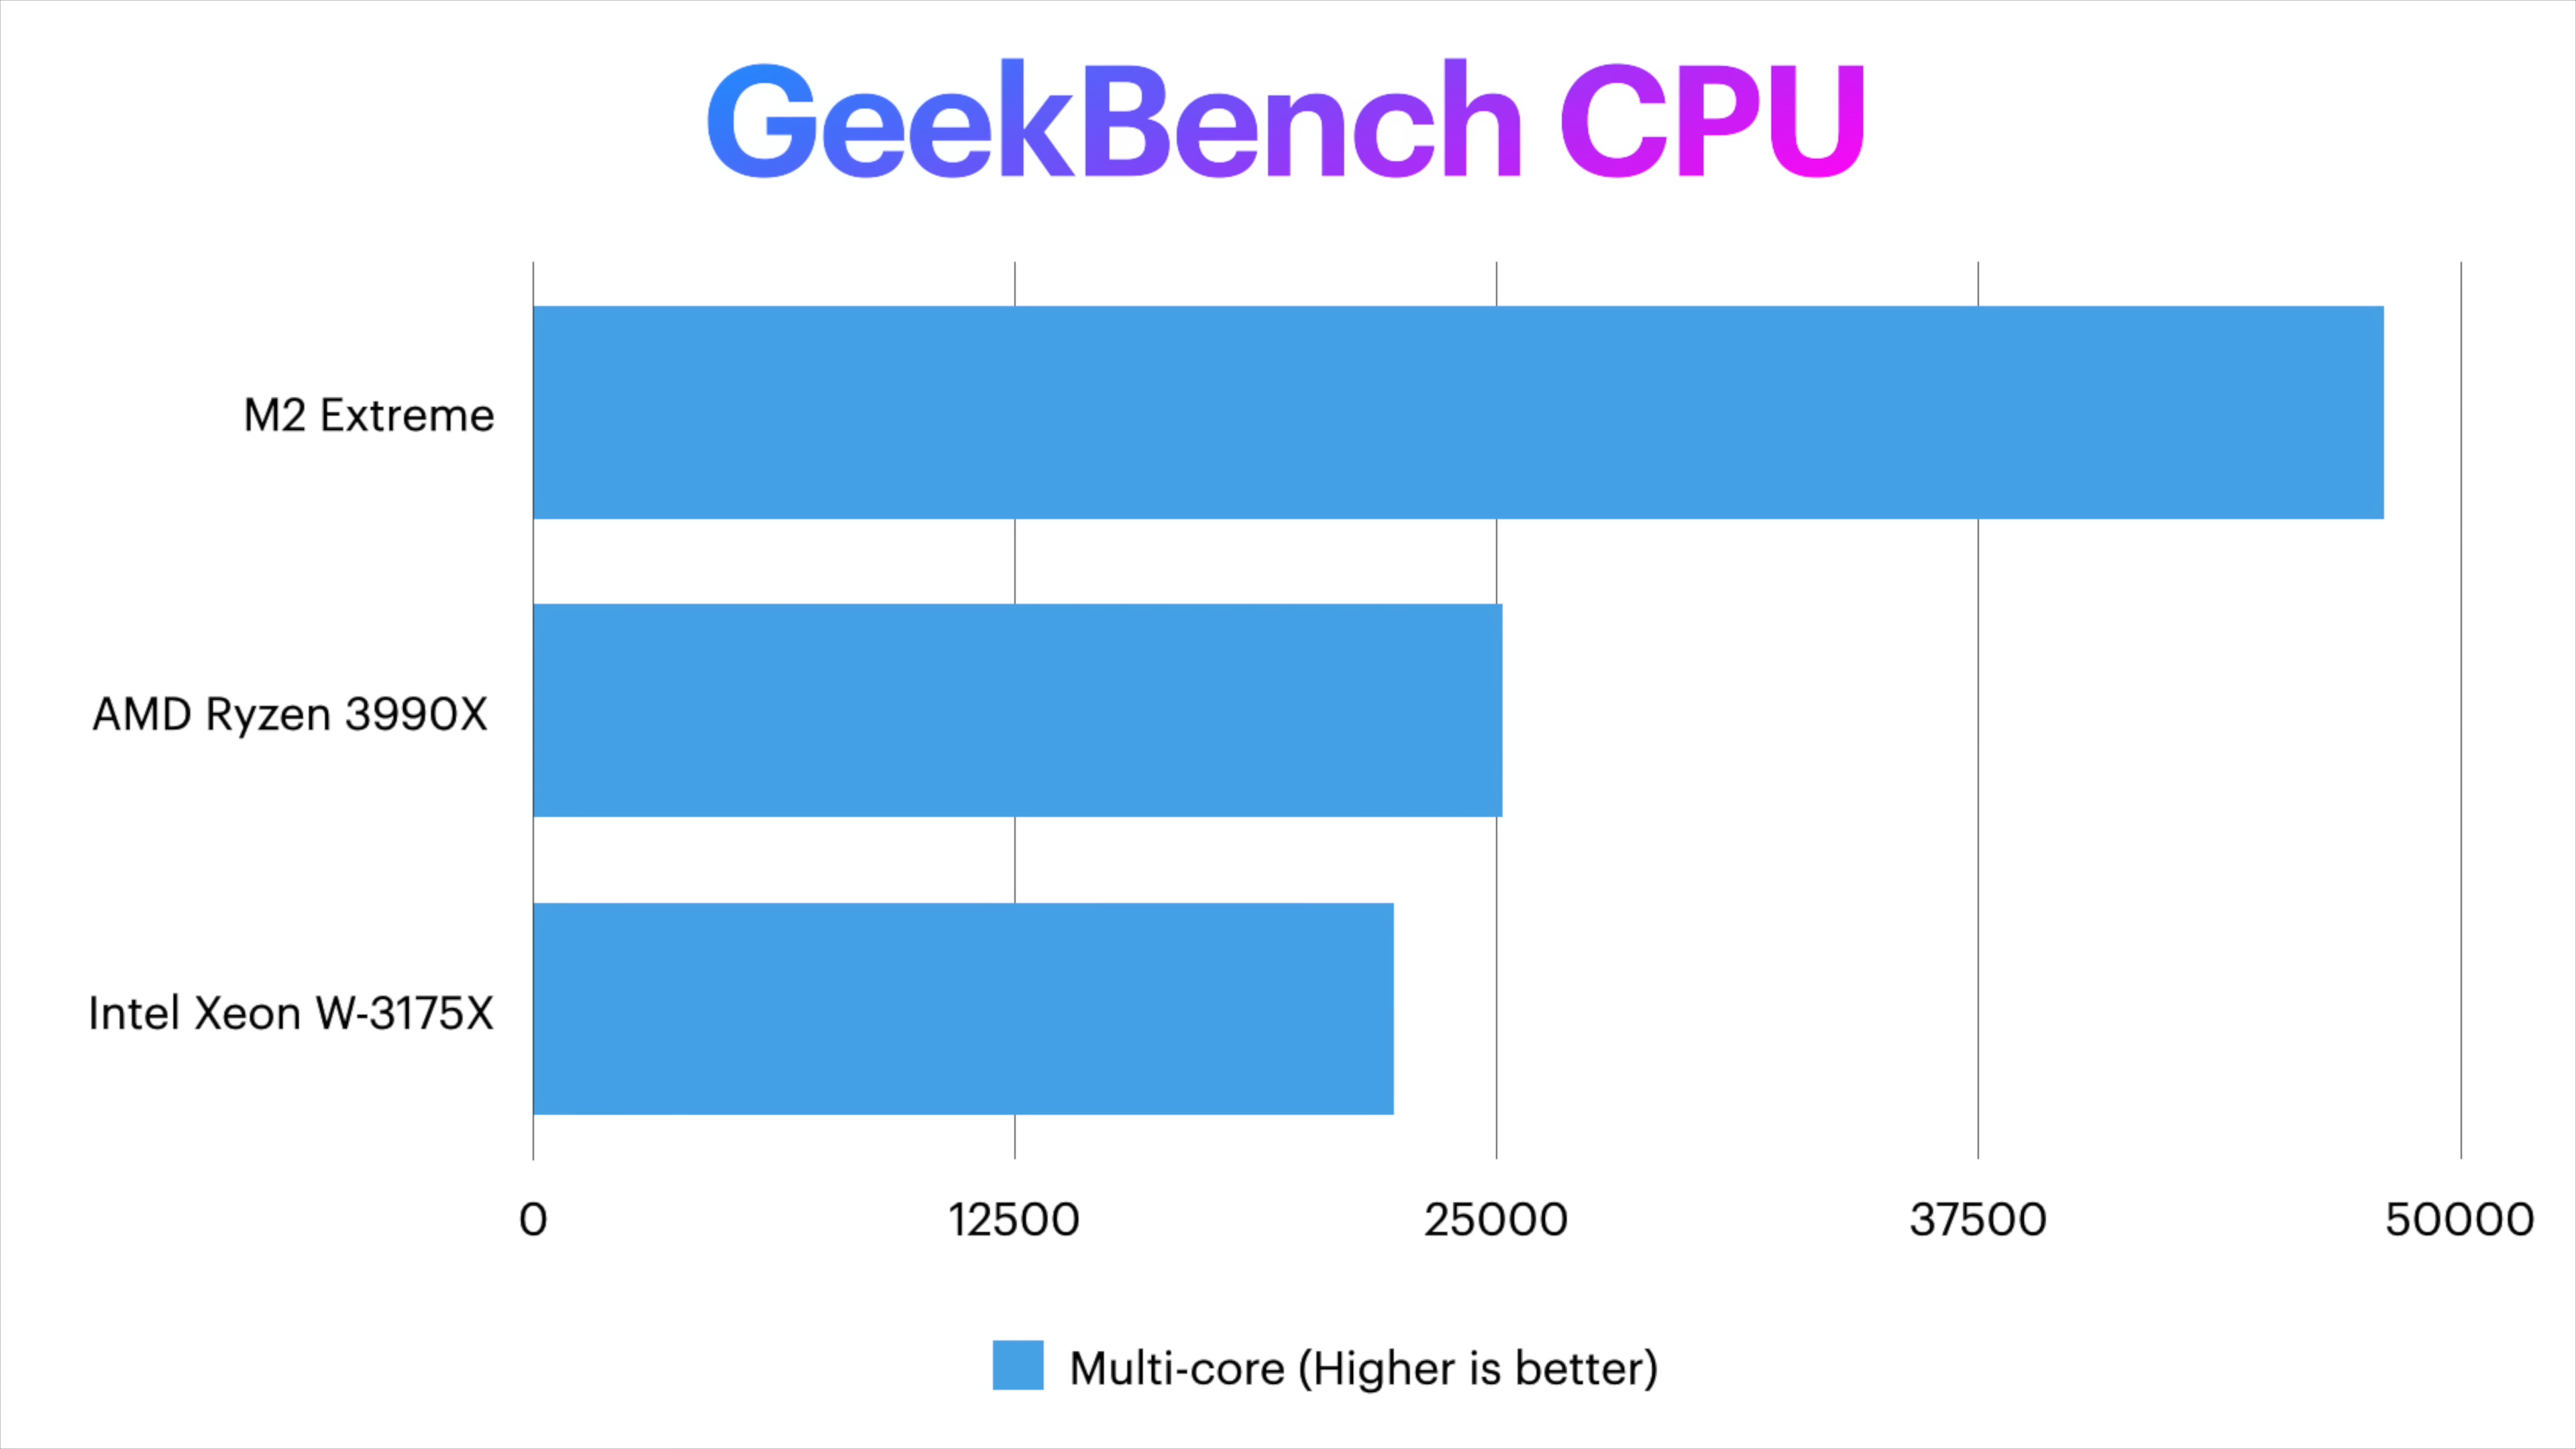 GeekBench CPU
M2 Extreme
AMD Ryzen 3990X
Intel Xeon W-3175X
0 12500 25000 37500 50000
Multi-core (Higher is better)